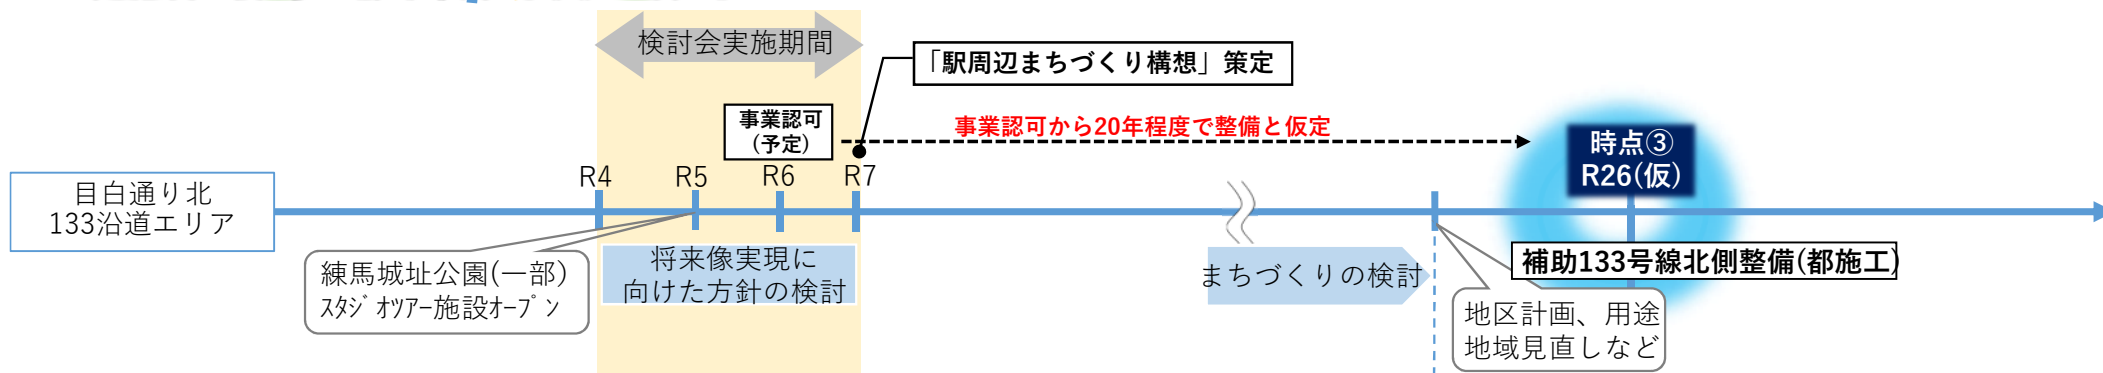 検討会実施期間
「駅周辺まちづくり構想」策定
事業認可
(予定)
事業認可から20年程度で整備と仮定
時点③
R26(仮)
R4
R5
R6
R7
目白通り北
133沿道エリア
練馬城址公園(一部)
ｽﾀｼﾞｵﾂｱｰ施設ｵｰﾌﾟﾝ
将来像実現に
向けた方針の検討
まちづくりの検討
補助133号線北側整備(都施工)
地区計画、用途
地域見直しなど